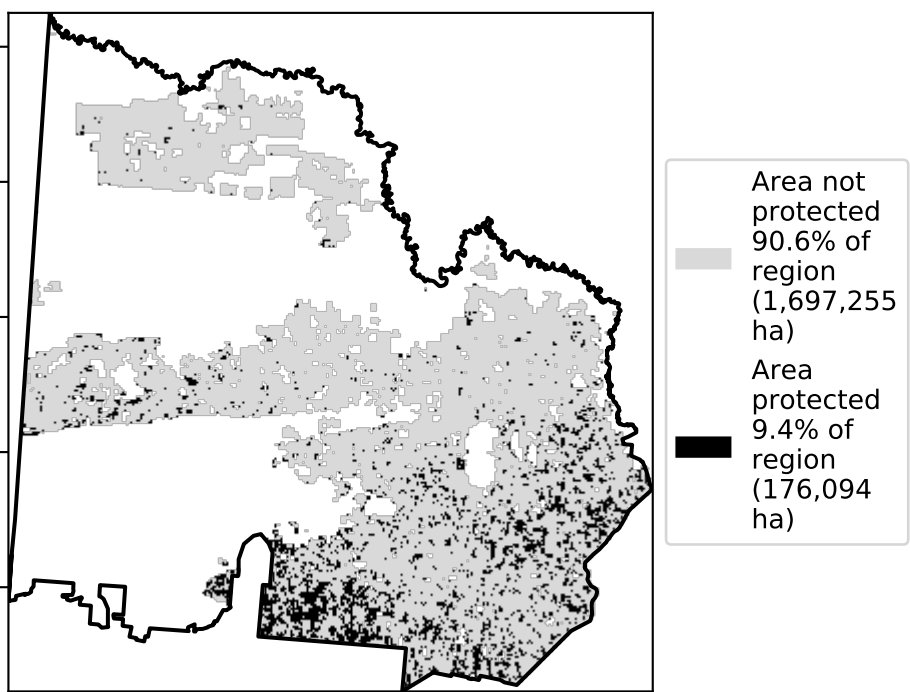 Area not
protected
90.6% of
region
(1,697,255
ha)
Area
protected
9.4% of
region
(176,094
ha)